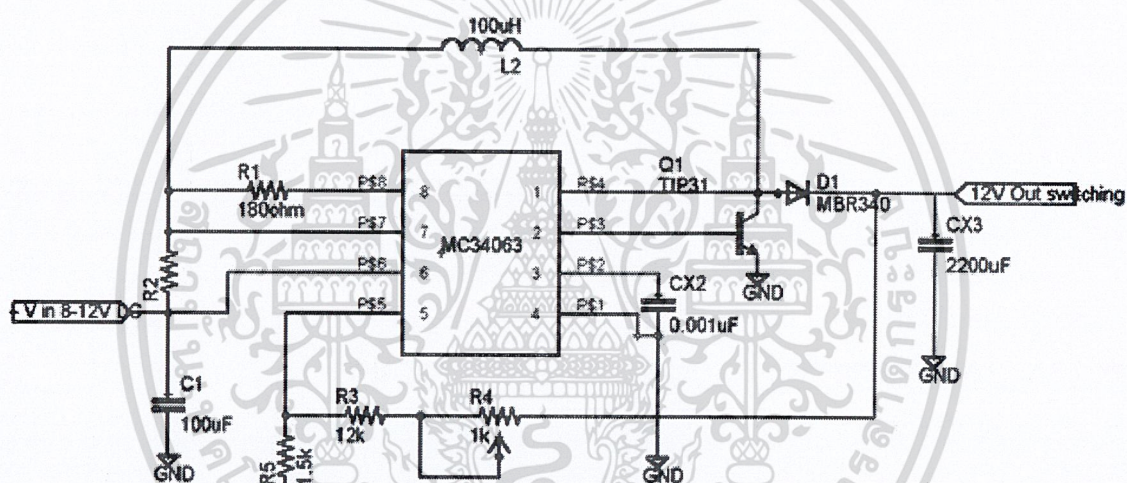 100uH
L2
R1
180ohm
P$8
8
P$7
7
P$6
6
P$5
5
MC34063
1
P$4
2
P$3
3
P$2
4
P$1
Q1
TIP31
D1
MBR340
12V Out switching
CX3
2200uF
GND
GND
CX2
0.001uF
R2
V in 8-12V
C1
100uF
GND
R3
12k
R4
1k
R5
1.5k
GND